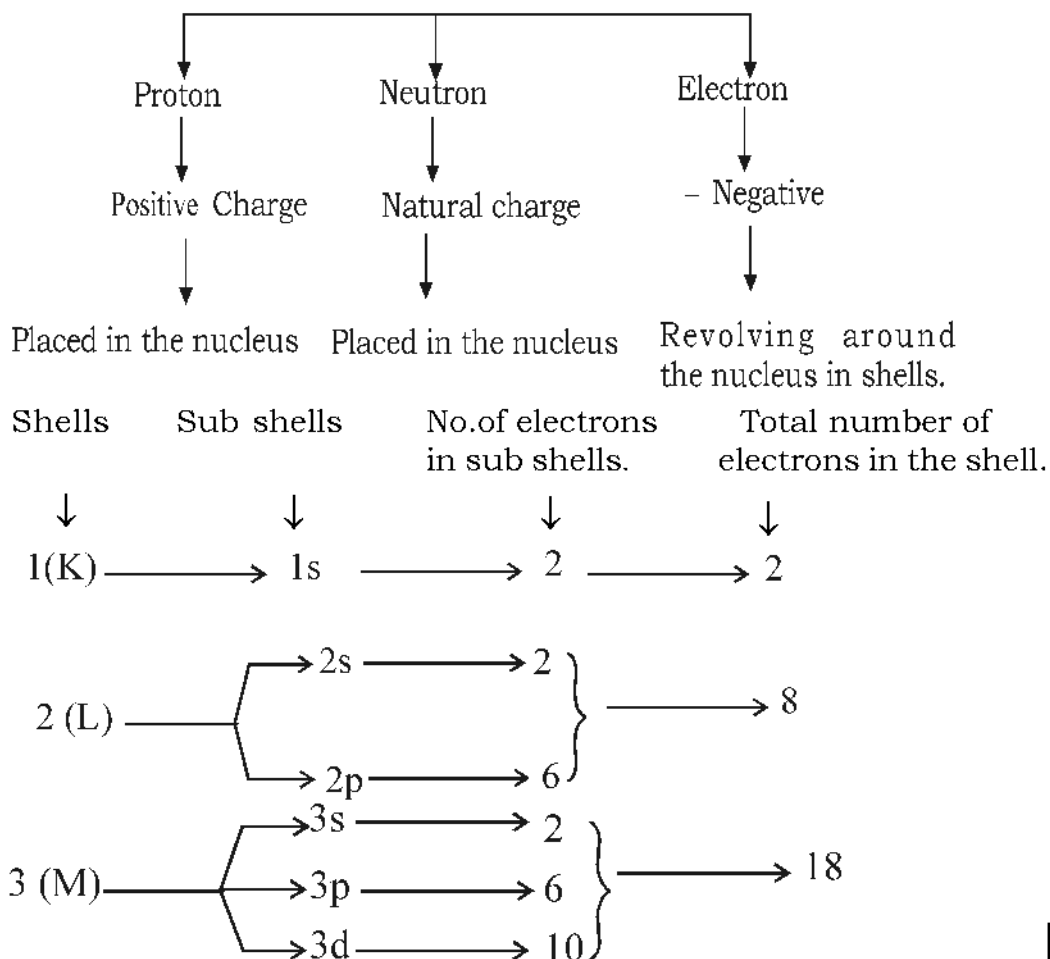 Proton Neutron Electron
Positive Charge Natural charge – Negative
Placed in the nucleus Placed in the nucleus Revolving around
the nucleus in shells.
Shells Sub shells No.of electrons Total number of
in sub shells. electrons in the shell.
1(K) 1s 2 2
2s 2
2 (L) 8
2p 6
3s 2
3 (M) 3p 6 18
3d 10